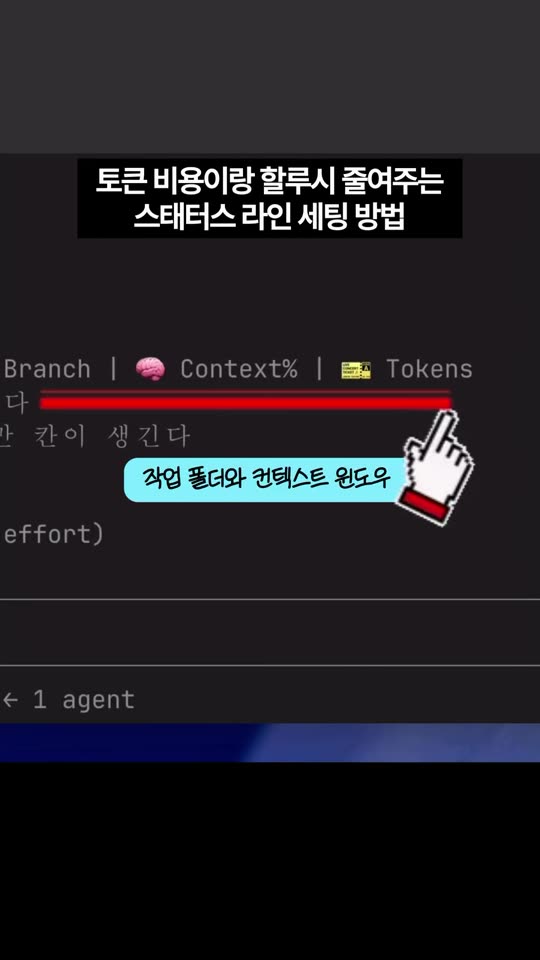 토큰 비용이랑 할루시 줄여주는
스태터스 라인 세팅 방법
Branch | 🧠 Context% | 🎫 Tokens
다
칸이 생긴다
작업 폴더와 컨텍스트 윈도우
effort)
← 1 agent